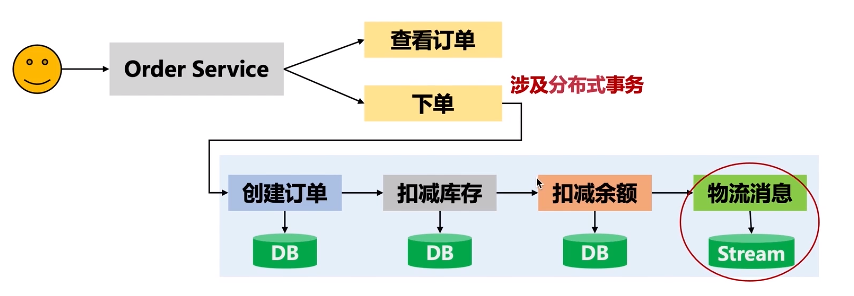 查看订单
Order Service
下单
涉及分布式事务
创建订单
扣减库存
扣减余额
物流消息
DB
DB
DB
Stream